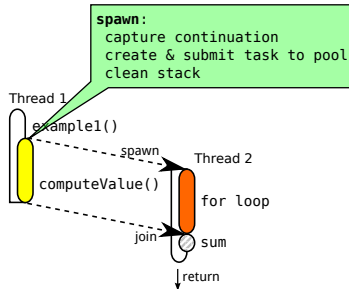 spawn:
capture continuation
create & submit task to pool
clean stack
Thread 1
example1()
spawn
Thread 2
computeValue()
for loop
join
sum
return